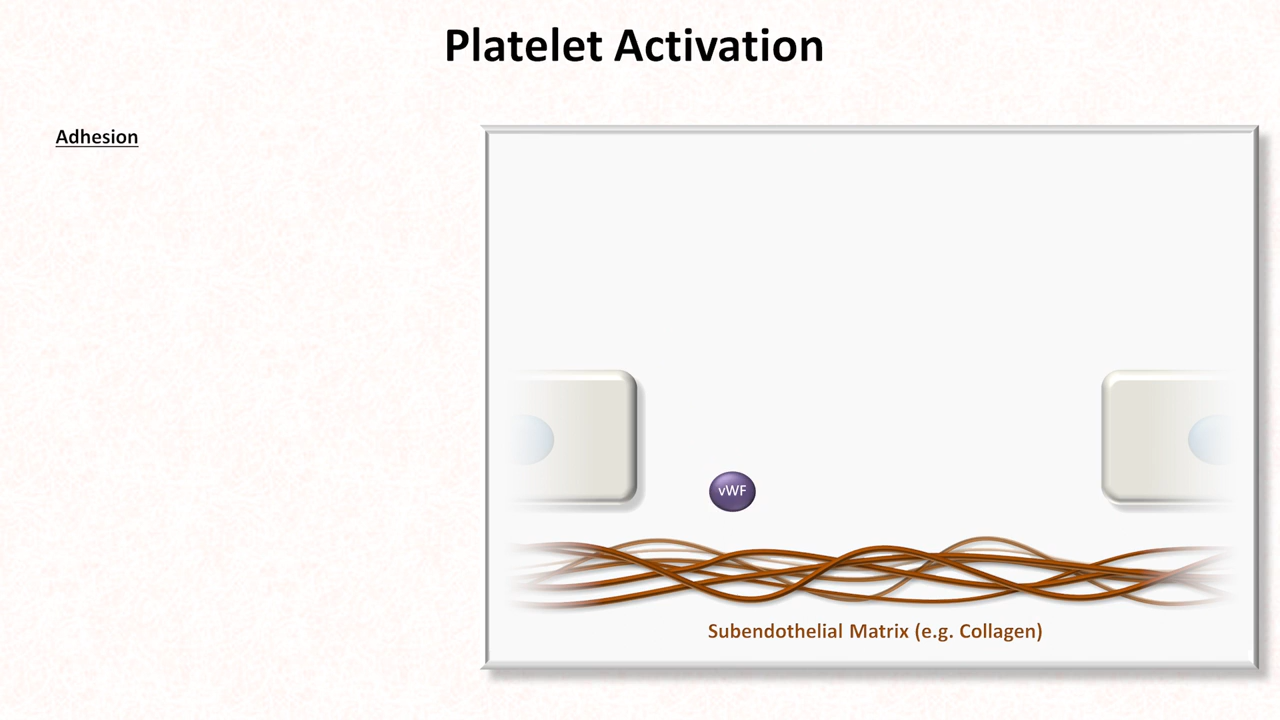 Platelet Activation
Adhesion
vWF
Subendothelial Matrix (e.g. Collagen)